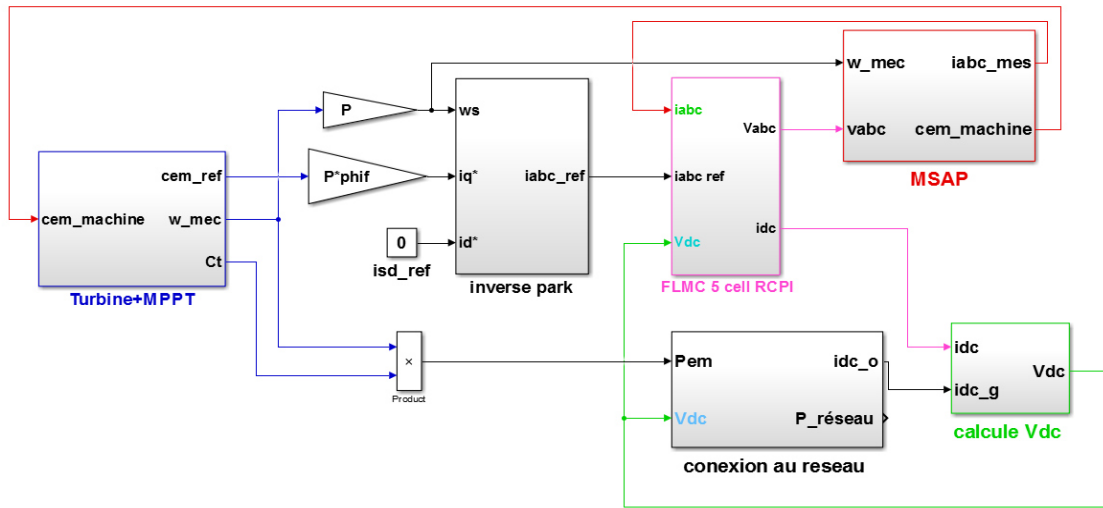 cem_machine
cem_ref
w_mec
Ct
Turbine+MPPT
P
P*phif
0
isd_ref
ws
iq*
id*
iabc_ref
inverse park
iabc
iabc ref
Vdc
Vabc
idc
FLMC 5 cell RCPI
w_mec
vabc
iabc_mes
cem_machine
MSAP
×
Product
Pem
Vdc
idc_o
P_réseau
conexion au reseau
idc
idc_g
Vdc
calcule Vdc